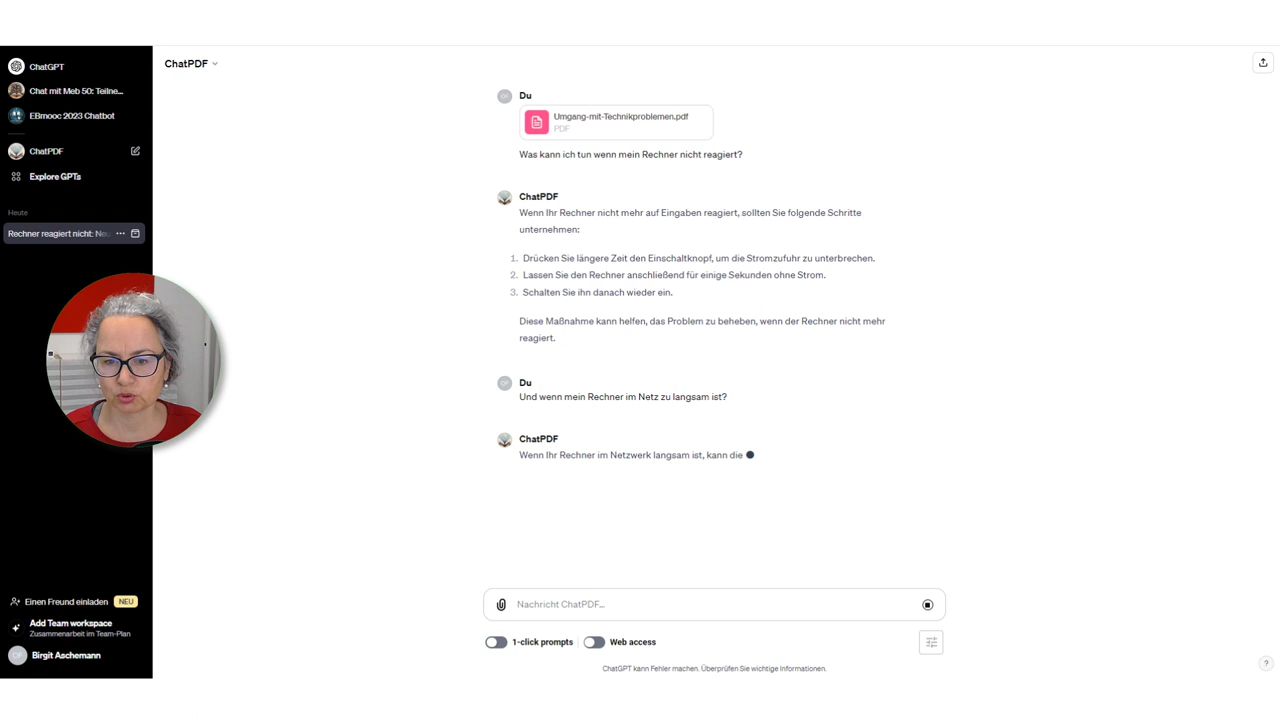 ChatGPT
Chat mit Meb 50: Teilne...
EBmooc 2023 Chatbot
ChatPDF
Explore GPTs
Heute
Rechner reagiert nicht:
Einen Freund einladen NEU
Add Team workspace
Zusammenarbeit im Team-Plan
Birgit Aschemann
ChatPDF
Du
Umgang-mit-Technikproblemen.pdf
PDF
Was kann ich tun wenn mein Rechner nicht reagiert?
ChatPDF
Wenn Ihr Rechner nicht mehr auf Eingaben reagiert, sollten Sie folgende Schritte
unternehmen:
1. Drücken Sie längere Zeit den Einschaltknopf, um die Stromzufuhr zu unterbrechen.
2. Lassen Sie den Rechner anschließend für einige Sekunden ohne Strom.
3. Schalten Sie ihn danach wieder ein.
Diese Maßnahme kann helfen, das Problem zu beheben, wenn der Rechner nicht mehr
reagiert.
Du
Und wenn mein Rechner im Netz zu langsam ist?
ChatPDF
Wenn Ihr Rechner im Netzwerk langsam ist, kann die
Nachricht ChatPDF...
1-click prompts Web access
ChatGPT kann Fehler machen. Überprüfen Sie wichtige Informationen.
?